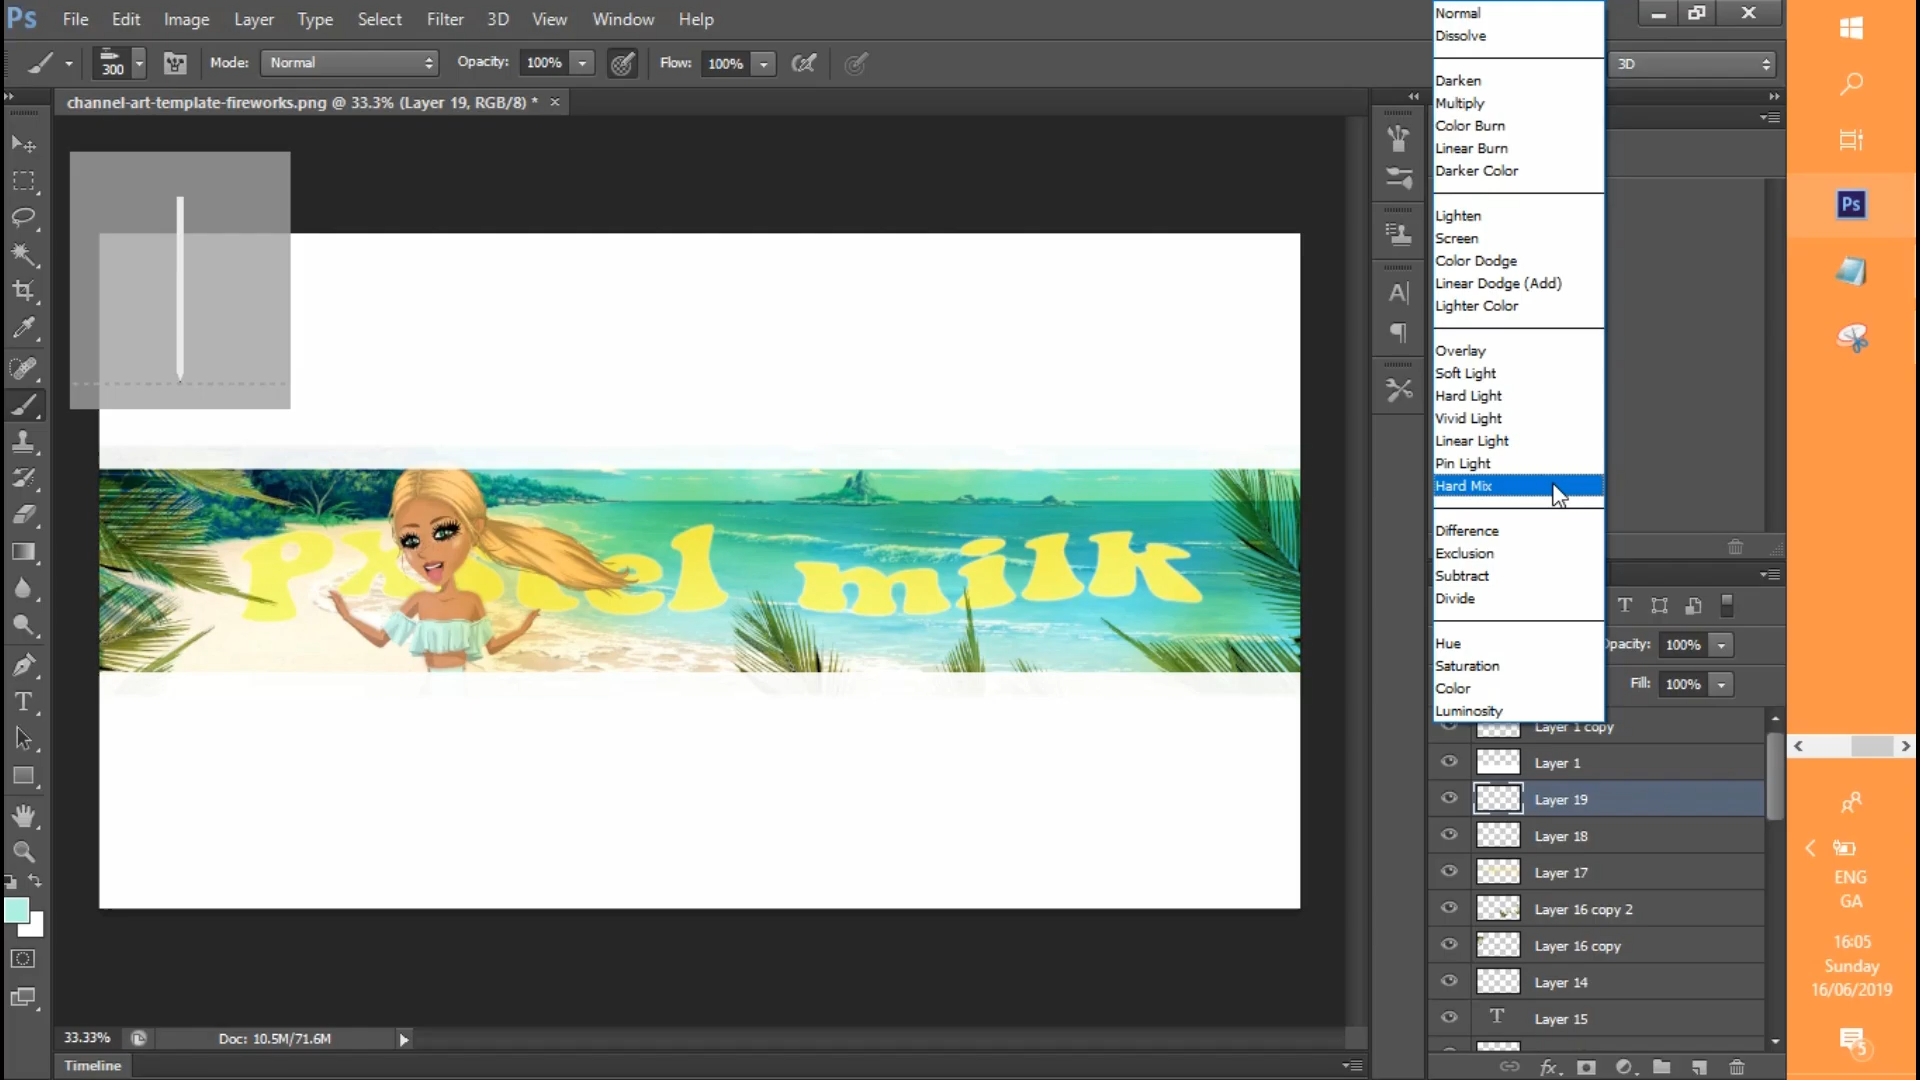 Ps File Edit Image Layer Type Select Filter 3D View Window Help
300 Mode: Normal Opacity: 100% Flow: 100% 3D
channel-art-template-fireworks.png @ 33.3% (Layer 19, RGB/8) *
Normal
Dissolve
Darken
Multiply
Color Burn
Linear Burn
Darker Color
Lighten
Screen
Color Dodge
Linear Dodge (Add)
Lighter Color
Overlay
Soft Light
Hard Light
Vivid Light
Linear Light
Pin Light
Hard Mix
Difference
Exclusion
Subtract
Divide
Hue
Saturation
Color
Luminosity
pixel milk
Opacity: 100%
Fill: 100%
Layer 1 copy
Layer 1
Layer 19
Layer 18
Layer 17
Layer 16 copy 2
Layer 16 copy
Layer 14
Layer 15
33.33% Doc: 10.5M/71.6M
Timeline
Ps
ENG
GA
16:05
Sunday
16/06/2019
5